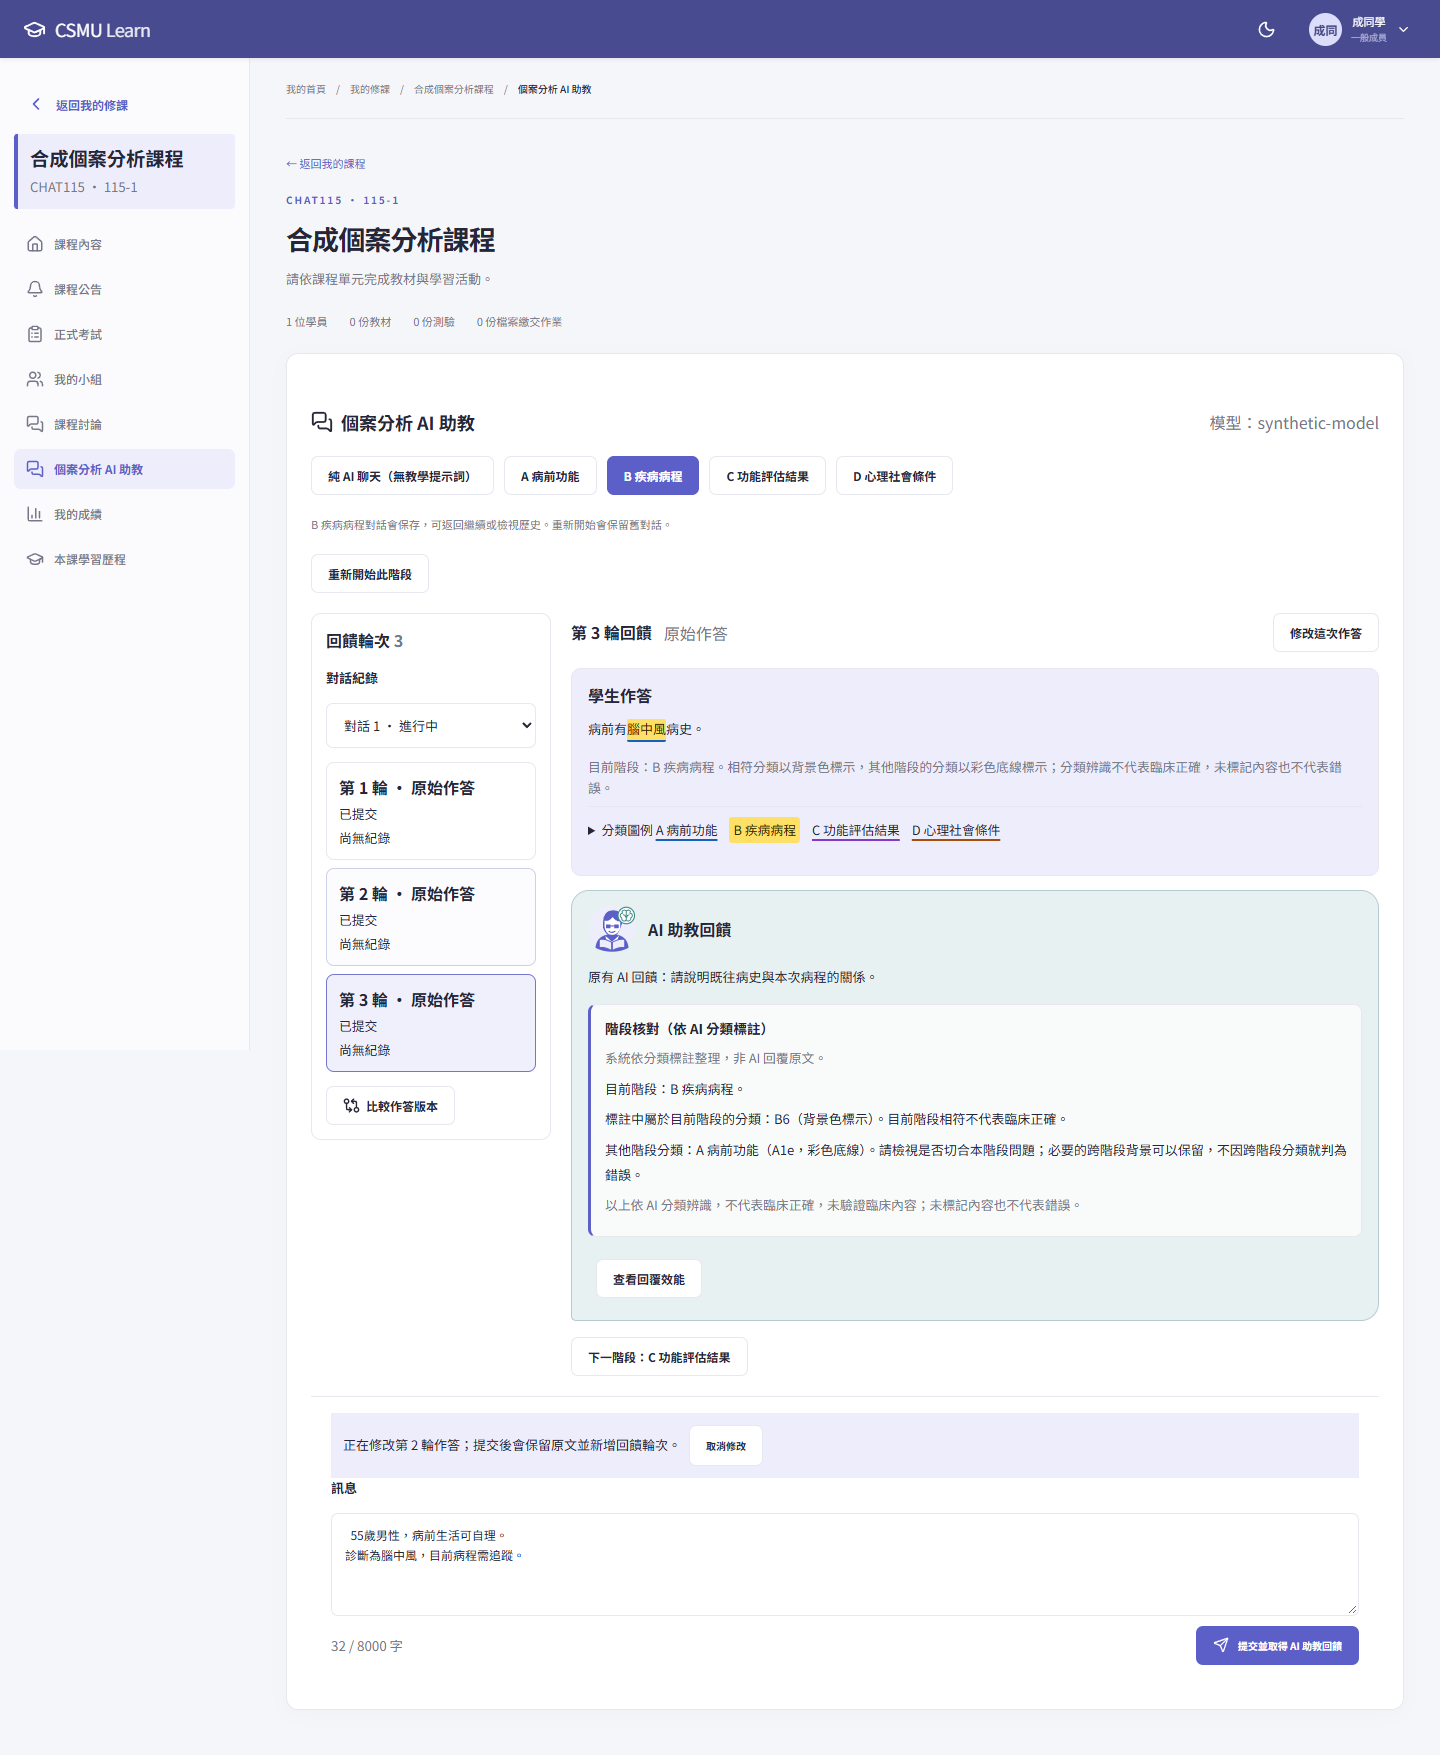 CSMU Learn
成同
成同學
一般成員
返回我的修課
合成個案分析課程
CHAT115 · 115-1
課程內容
課程公告
正式考試
我的小組
課程討論
個案分析 AI 助教
我的成績
本課學習歷程
我的首頁 / 我的修課 / 合成個案分析課程 / 個案分析 AI 助教
← 返回我的課程
CHAT115 · 115-1
合成個案分析課程
請依課程單元完成教材與學習活動。
1 位學員 0 份教材 0 份測驗 0 份檔案繳交作業
個案分析 AI 助教
模型：synthetic-model
純 AI 聊天（無教學提示詞） A 病前功能 B 疾病病程 C 功能評估結果 D 心理社會條件
B 疾病病程對話會保存，可返回繼續或檢視歷史。重新開始會保留舊對話。
重新開始此階段
回饋輪次 3
對話紀錄
對話 1 · 進行中
第 1 輪 · 原始作答
已提交
尚無紀錄
第 2 輪 · 原始作答
已提交
尚無紀錄
第 3 輪 · 原始作答
已提交
尚無紀錄
比較作答版本
第 3 輪回饋 原始作答
修改這次作答
學生作答
病前有腦中風病史。
目前階段：B 疾病病程。相符分類以背景色標示，其他階段的分類以彩色底線標示；分類辨識不代表臨床正確，未標記內容也不代表錯
誤。
▶ 分類圖例 A 病前功能 B 疾病病程 C 功能評估結果 D 心理社會條件
AI 助教回饋
原有 AI 回饋：請說明既往病史與本次病程的關係。
階段核對（依 AI 分類標註）
系統依分類標註整理，非 AI 回覆原文。
目前階段：B 疾病病程。
標註中屬於目前階段的分類：B6（背景色標示）。目前階段相符不代表臨床正確。
其他階段分類：A 病前功能（A1e，彩色底線）。請檢視是否切合本階段問題；必要的跨階段背景可以保留，不因跨階段分類就判為
錯誤。
以上依 AI 分類辨識，不代表臨床正確，未驗證臨床內容；未標記內容也不代表錯誤。
查看回覆效能
下一階段：C 功能評估結果
正在修改第 2 輪作答；提交後會保留原文並新增回饋輪次。 取消修改
訊息
55歲男性，病前生活可自理。
診斷為腦中風，目前病程需追蹤。
32 / 8000 字
提交並取得 AI 助教回饋